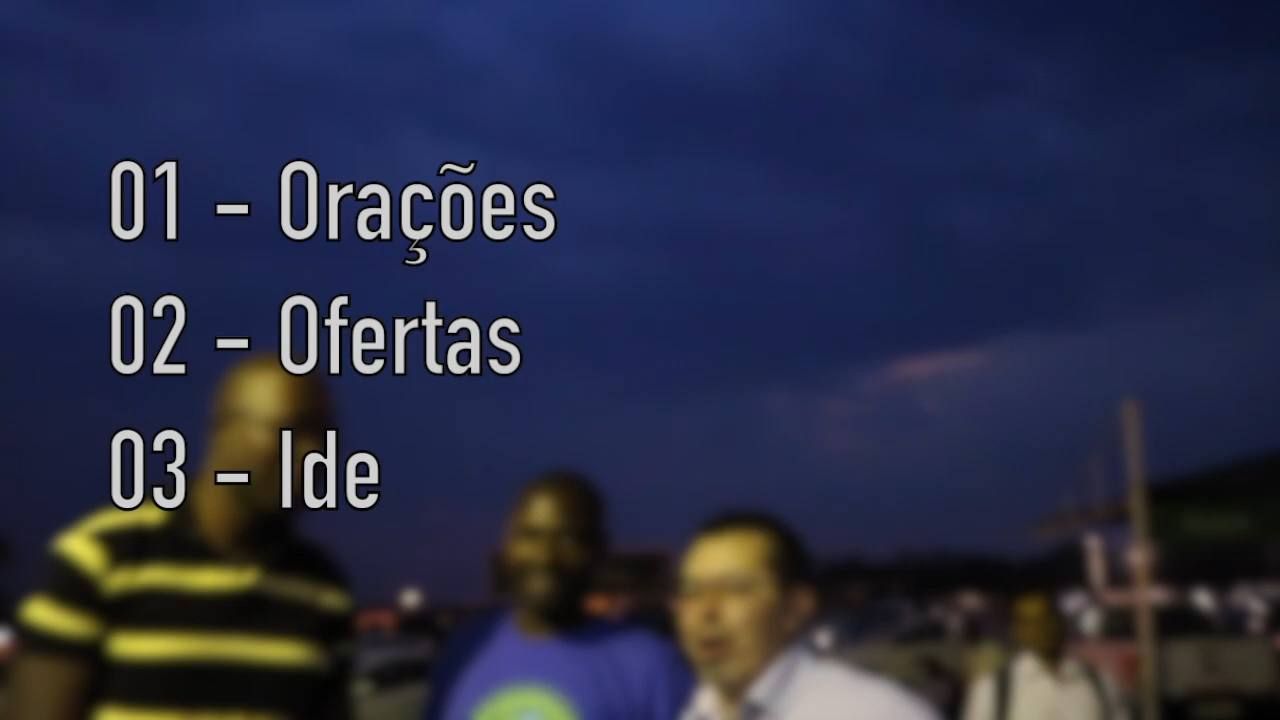 01 – Orações
02 – Ofertas
03 – Ide